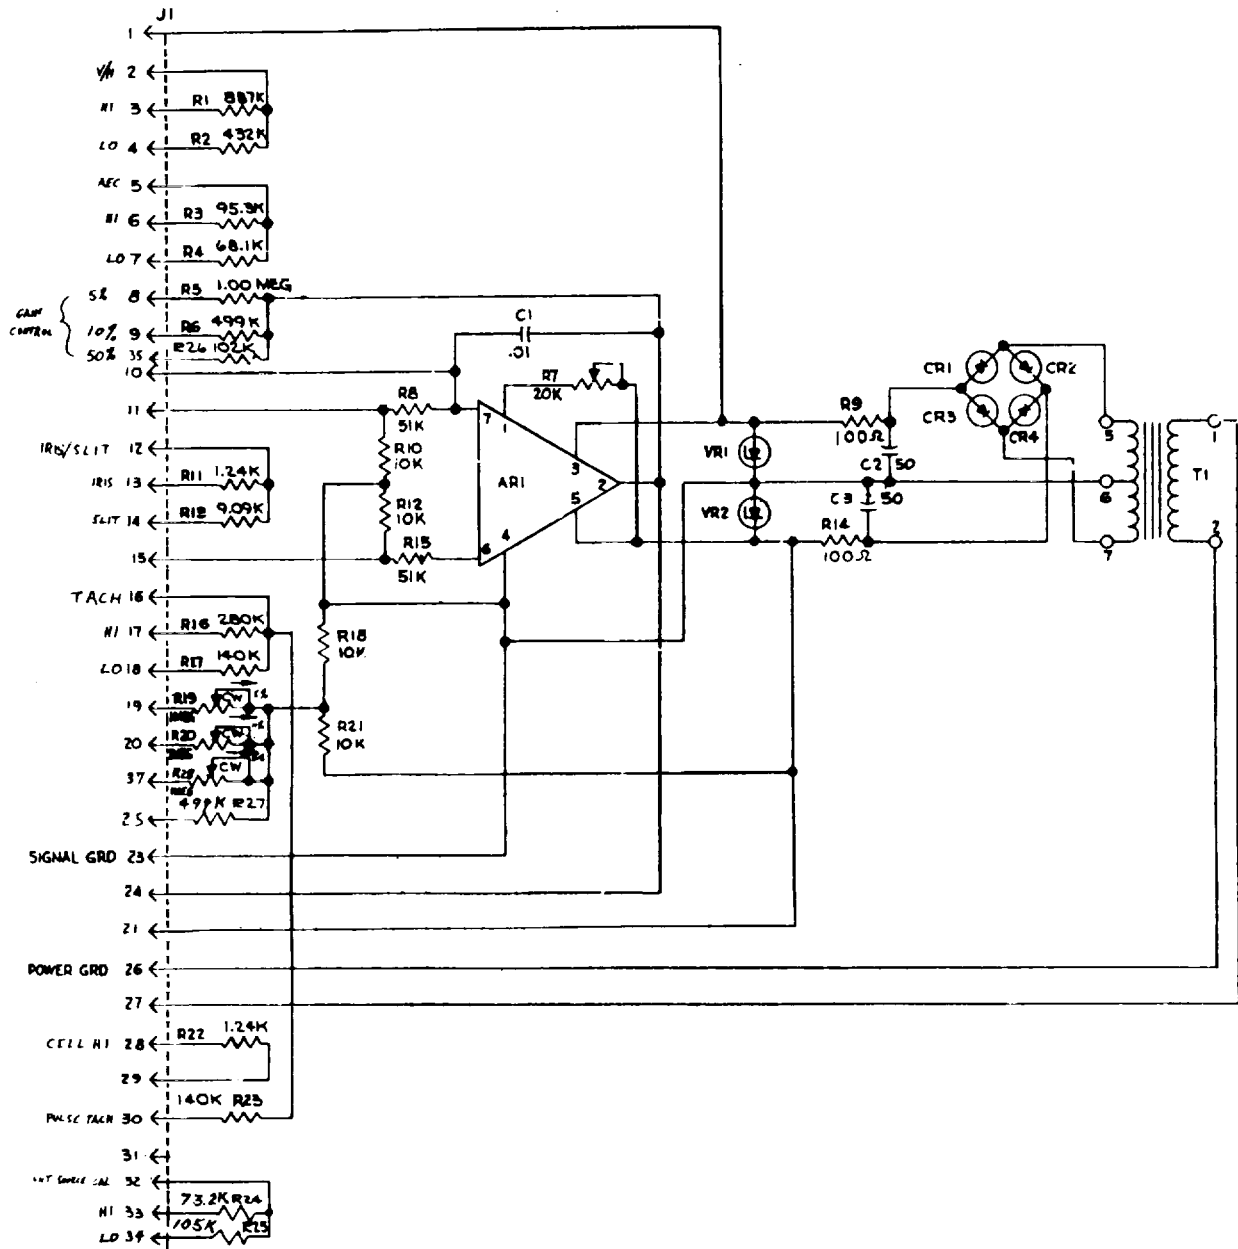 J1
1
V/H 2
HI 3 R1 887K
LO 4 R2 432K
AEC 5
HI 6 R3 95.3K
LO 7 R4 68.1K
GAIN CONTROL
5% 8 R5 1.00 MEG
10% 9 R6 499K
50% 35 R26 102K
10
C1
.01
R7
20K
11
R8
51K
7
1
R10
10K
IRIS/SLIT 12
IRIS 13 R11 1.24K
SLIT 14 R13 9.09K
R12
10K
AR1
3
2
5
4
6
15
R15
51K
VR1
VR2
R9
100Ω
C2 50
C3 50
R14
100Ω
CR1
CR2
CR3
CR4
5
6
7
1
2
T1
TACH 16
HI 17 R16 280K
LO 18 R17 140K
R18
10K
19 R19 CW
20 R20 CW
37 R28 CW
R21
10K
25 499K R27
SIGNAL GRD 23
24
21
POWER GRD 26
27
CELL HI 28 R22 1.24K
29
PULSE TACH 30 140K R23
31
32
HI 33 73.2K R24
LO 34 105K R25